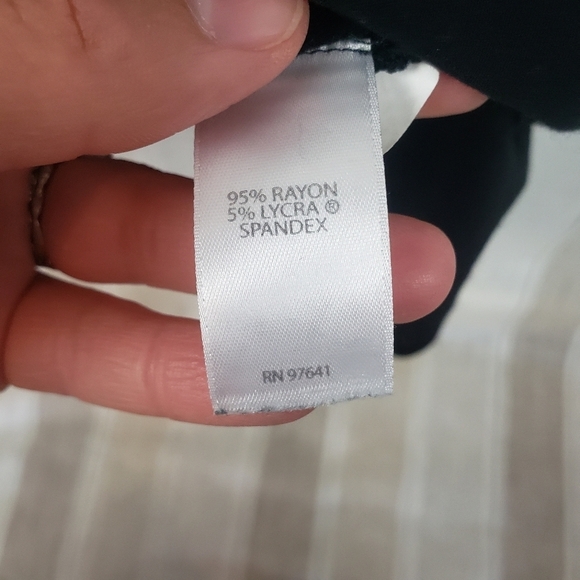 95% RAYON
5% LYCRA ®
SPANDEX
RN 97641